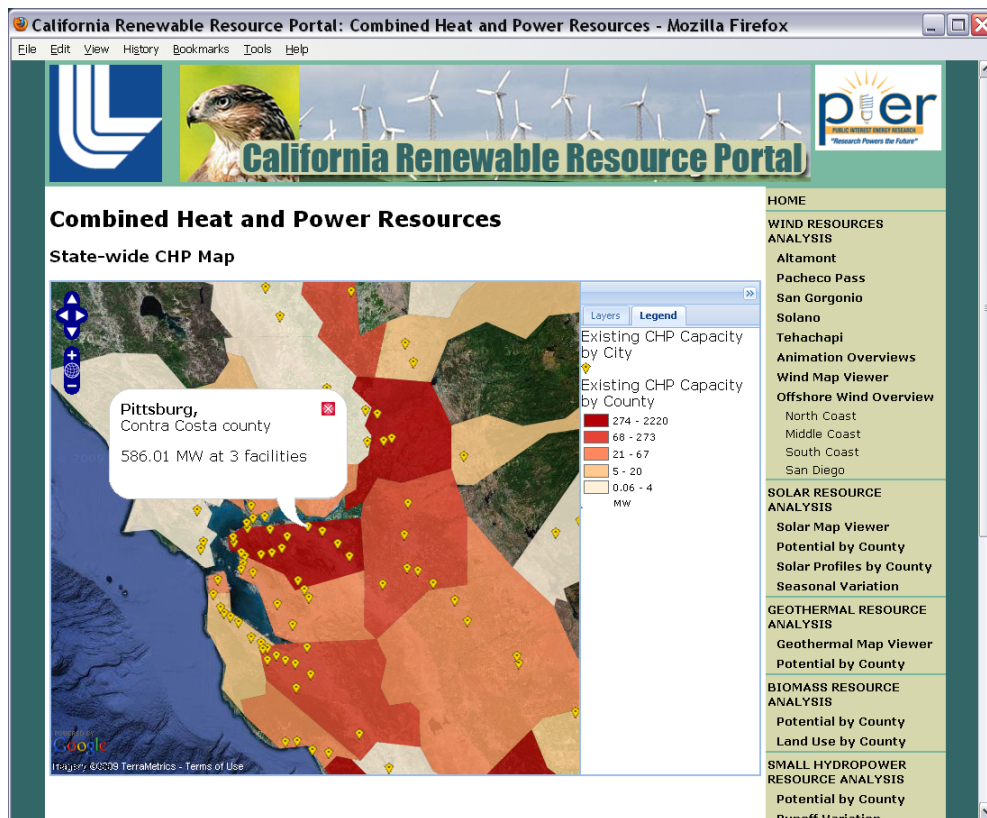 California Renewable Resource Portal: Combined Heat and Power Resources - Mozilla Firefox
File Edit View History Bookmarks Tools Help
California Renewable Resource Portal
pier
PUBLIC INTEREST ENERGY RESEARCH
"Research Powers the Future"
Combined Heat and Power Resources
State-wide CHP Map
Pittsburg,
Contra Costa county
586.01 MW at 3 facilities
POWERED BY
Google
Imagery ©2009 TerraMetrics - Terms of Use
Layers Legend
Existing CHP Capacity
by City
Existing CHP Capacity
by County
274 - 2220
68 - 273
21 - 67
5 - 20
0.06 - 4
MW
HOME
WIND RESOURCES
ANALYSIS
Altamont
Pacheco Pass
San Gorgonio
Solano
Tehachapi
Animation Overviews
Wind Map Viewer
Offshore Wind Overview
North Coast
Middle Coast
South Coast
San Diego
SOLAR RESOURCE
ANALYSIS
Solar Map Viewer
Potential by County
Solar Profiles by County
Seasonal Variation
GEOTHERMAL RESOURCE
ANALYSIS
Geothermal Map Viewer
Potential by County
BIOMASS RESOURCE
ANALYSIS
Potential by County
Land Use by County
SMALL HYDROPOWER
RESOURCE ANALYSIS
Potential by County
Runoff Variation